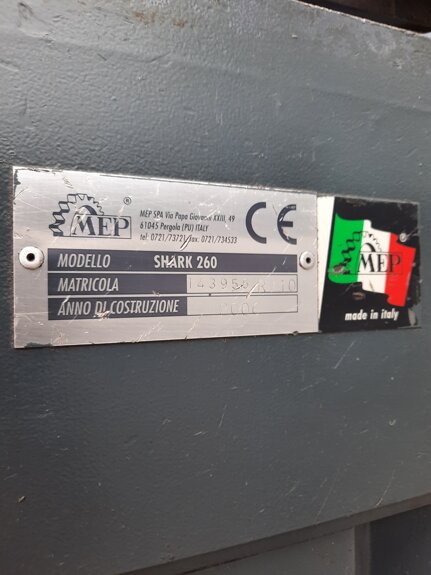 MEP®
MEP SPA Via Papa Giovanni XXIII, 49
61045 Pergola (PU) ITALY
tel. 0721/73721 fax. 0721/734533
CE
MODELLO SHARK 260
MATRICOLA
ANNO DI COSTRUZIONE
MEP®
made in italy